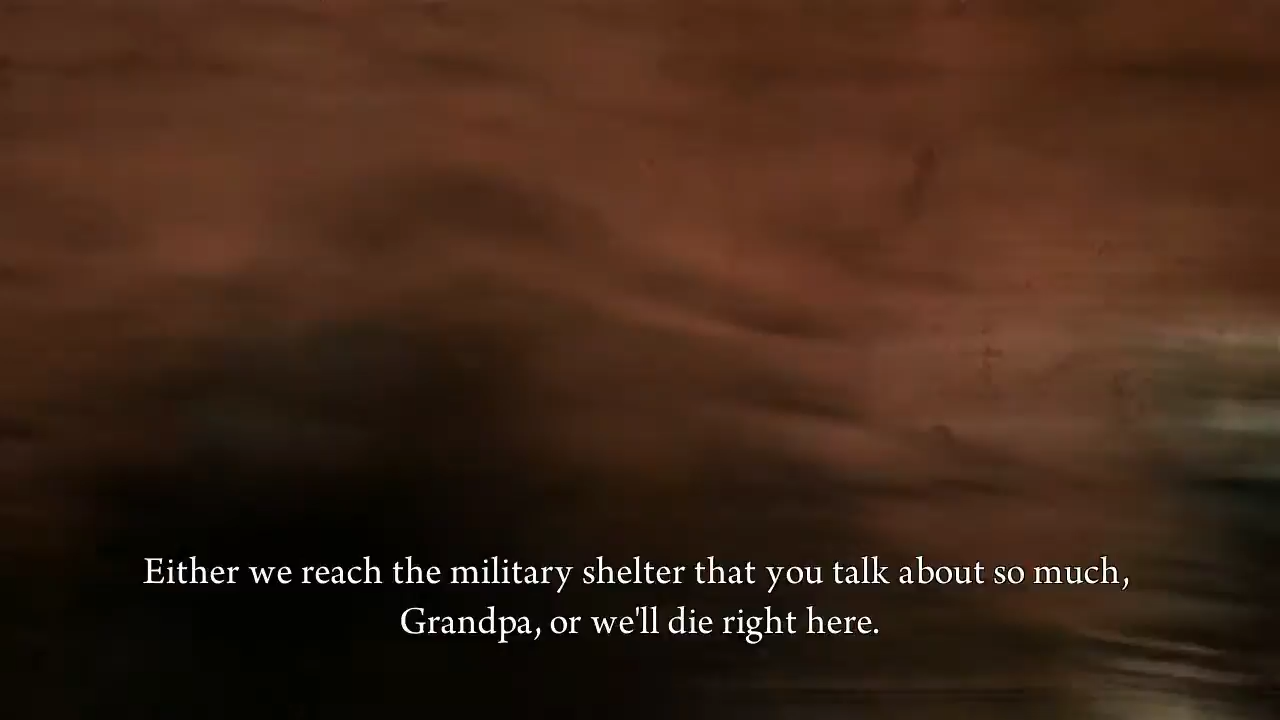 Either we reach the military shelter that you talk about so much,
Grandpa, or we'll die right here.